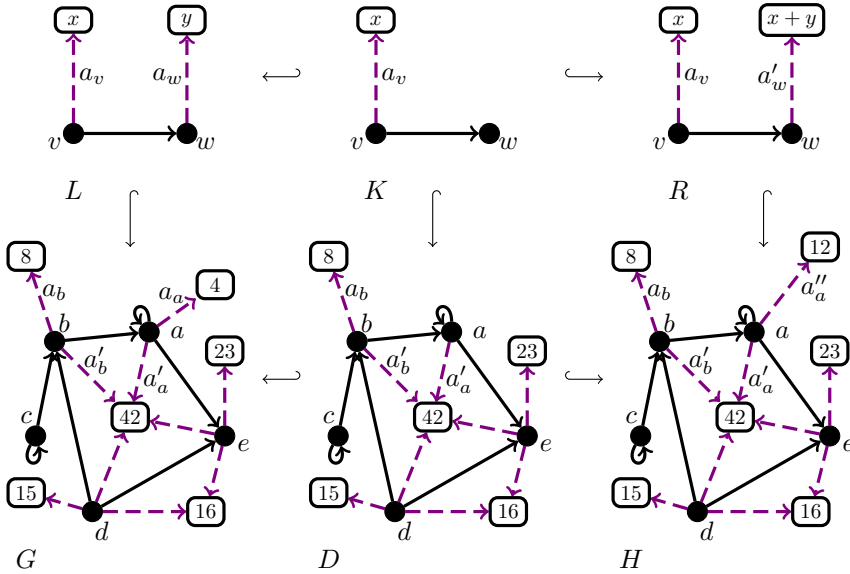 x y x x x + y
a_v a_w a_v a_v a'_w
v w v w v w
L K R
8 8 8 12
a_b a_a 4 a_b a_b a''_a
b a b a b a
a'_b a'_a 23 a'_b a'_a 23 a'_b a'_a 23
c 42 c 42 c 42
e e e
15 16 15 16 15 16
d d d
G D H